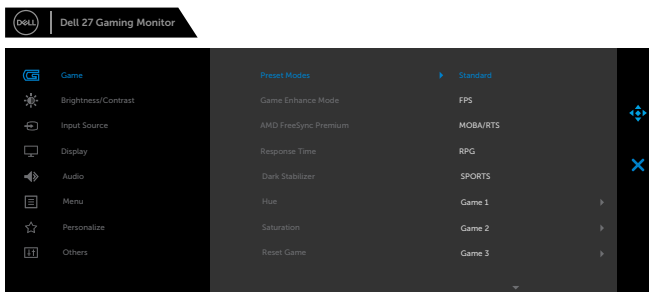 DELL
Dell 27 Gaming Monitor
Game Preset Modes Standard
Brightness/Contrast Game Enhance Mode FPS
Input Source AMD FreeSync Premium MOBA/RTS
Display Response Time RPG
Audio Dark Stabilizer SPORTS
Menu Hue Game 1
Personalize Saturation Game 2
Others Reset Game Game 3